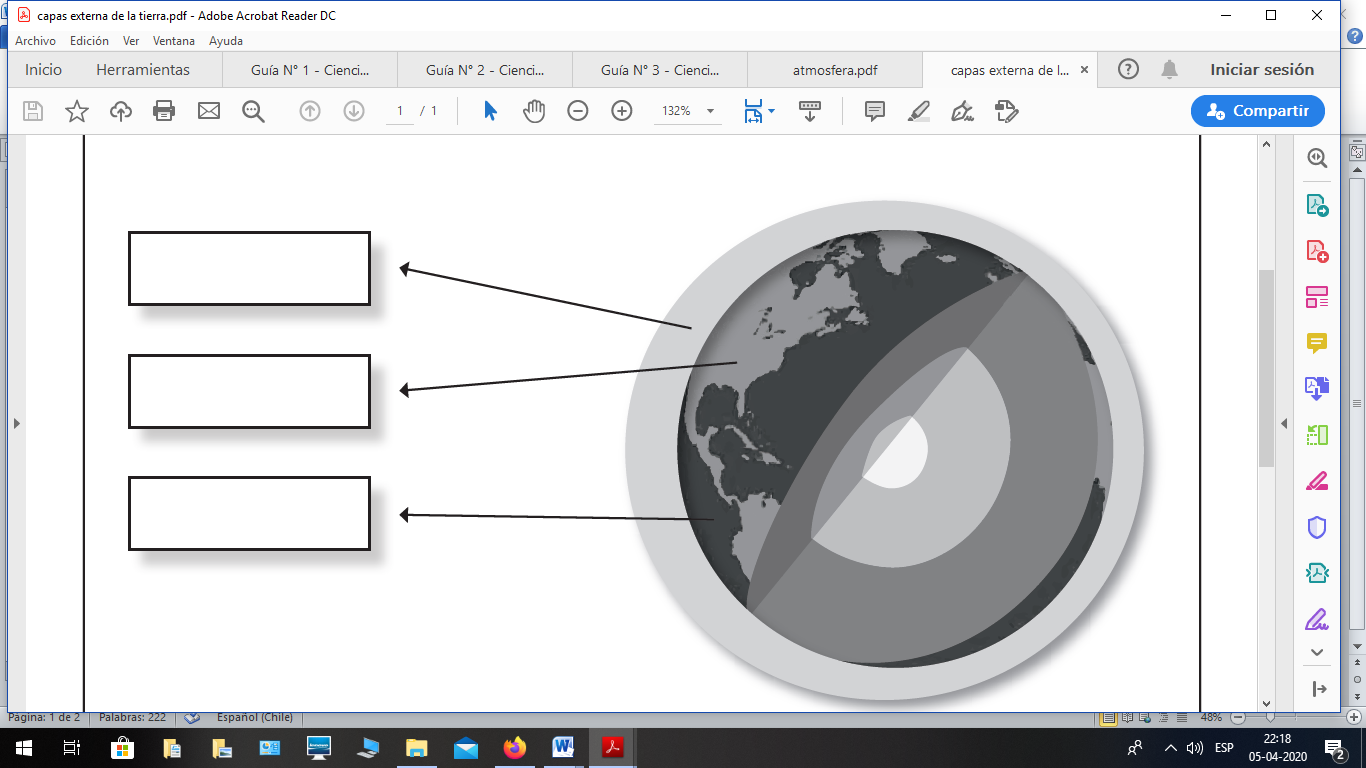 capas externa de la tierra.pdf - Adobe Acrobat Reader DC
Archivo Edición Ver Ventana Ayuda
Inicio Herramientas Guía N° 1 - Cienci... Guía N° 2 - Cienci... Guía N° 3 - Cienci... atmosfera.pdf capas externa de l... × Iniciar sesión
1 / 1 132% Compartir
Página: 1 de 2 Palabras: 222 Español (Chile) 48%
ESP 22:18
05-04-2020 2